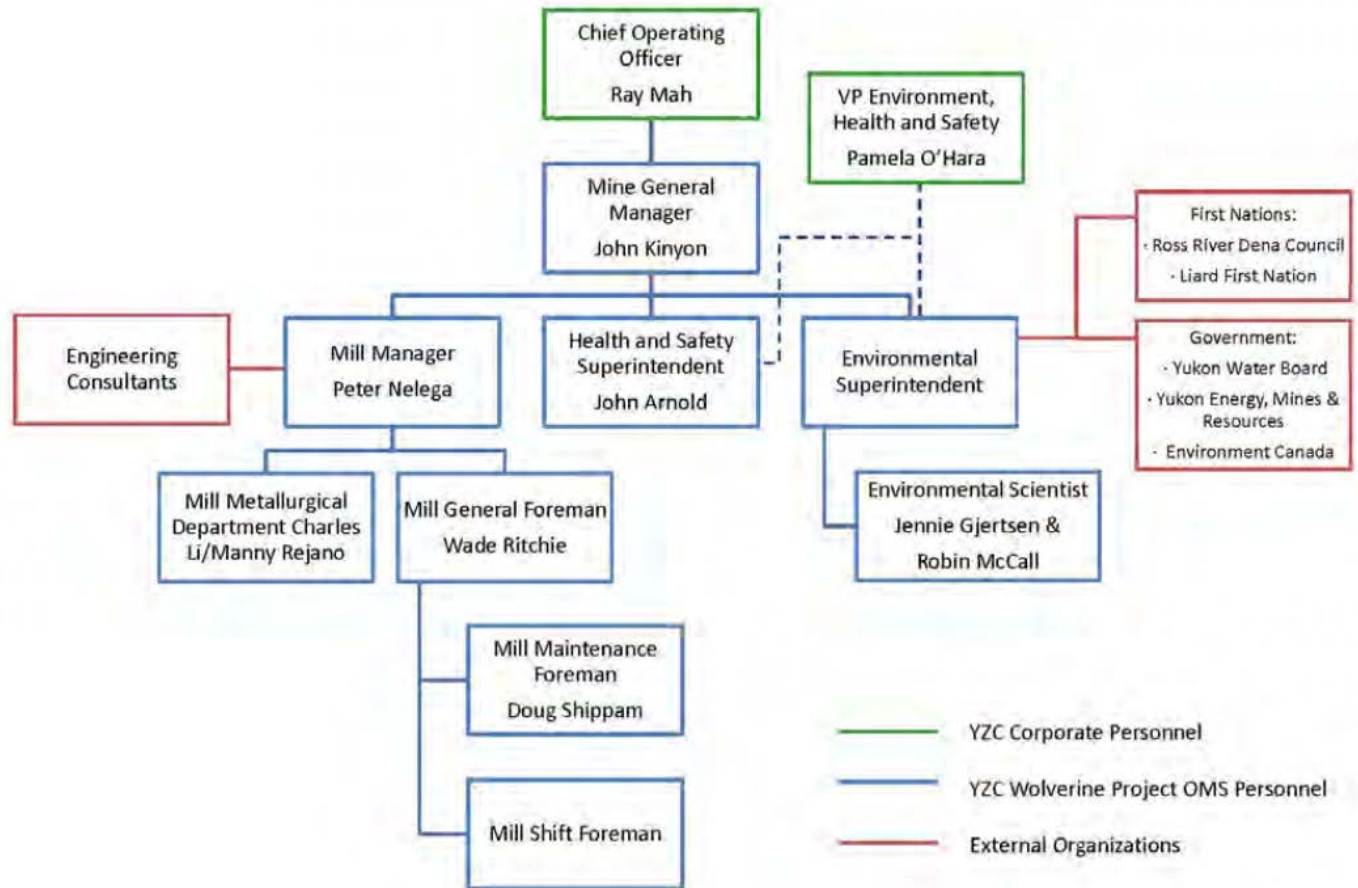 Chief Operating
Officer
Ray Mah
VP Environment,
Health and Safety
Pamela O'Hara
Mine General
Manager
John Kinyon
First Nations:
· Ross River Dena Council
· Liard First Nation
Engineering
Consultants
Mill Manager
Peter Nelega
Health and Safety
Superintendent
John Arnold
Environmental
Superintendent
Government:
· Yukon Water Board
· Yukon Energy, Mines &
Resources
· Environment Canada
Mill Metallurgical
Department Charles
Li/Manny Rejano
Mill General Foreman
Wade Ritchie
Environmental Scientist
Jennie Gjertsen &
Robin McCall
Mill Maintenance
Foreman
Doug Shippam
Mill Shift Foreman
YZC Corporate Personnel
YZC Wolverine Project OMS Personnel
External Organizations